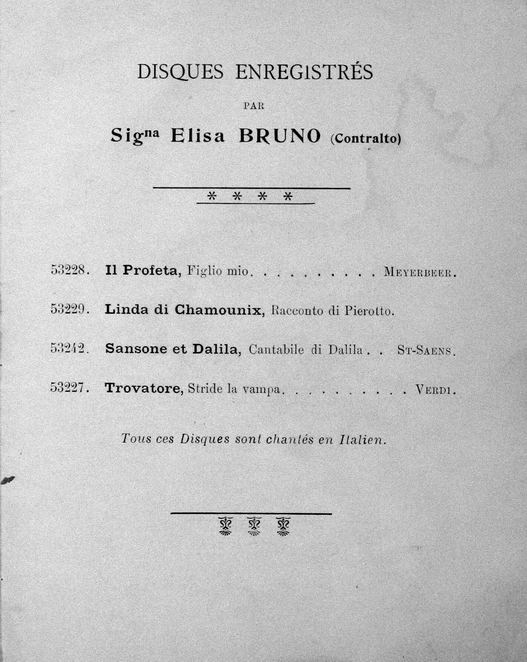 DISQUES ENREGISTRÉS
PAR
Signa Elisa BRUNO (Contralto)
* * * *
53228. Il Profeta, Figlio mio. . . . . . . . . . . MEYERBEER.
53229. Linda di Chamounix, Racconto di Pierotto.
53242. Sansone et Dalila, Cantabile di Dalila . . ST-SAENS.
53227. Trovatore, Stride la vampa. . . . . . . . . . . VERDI.
Tous ces Disques sont chantés en Italien.